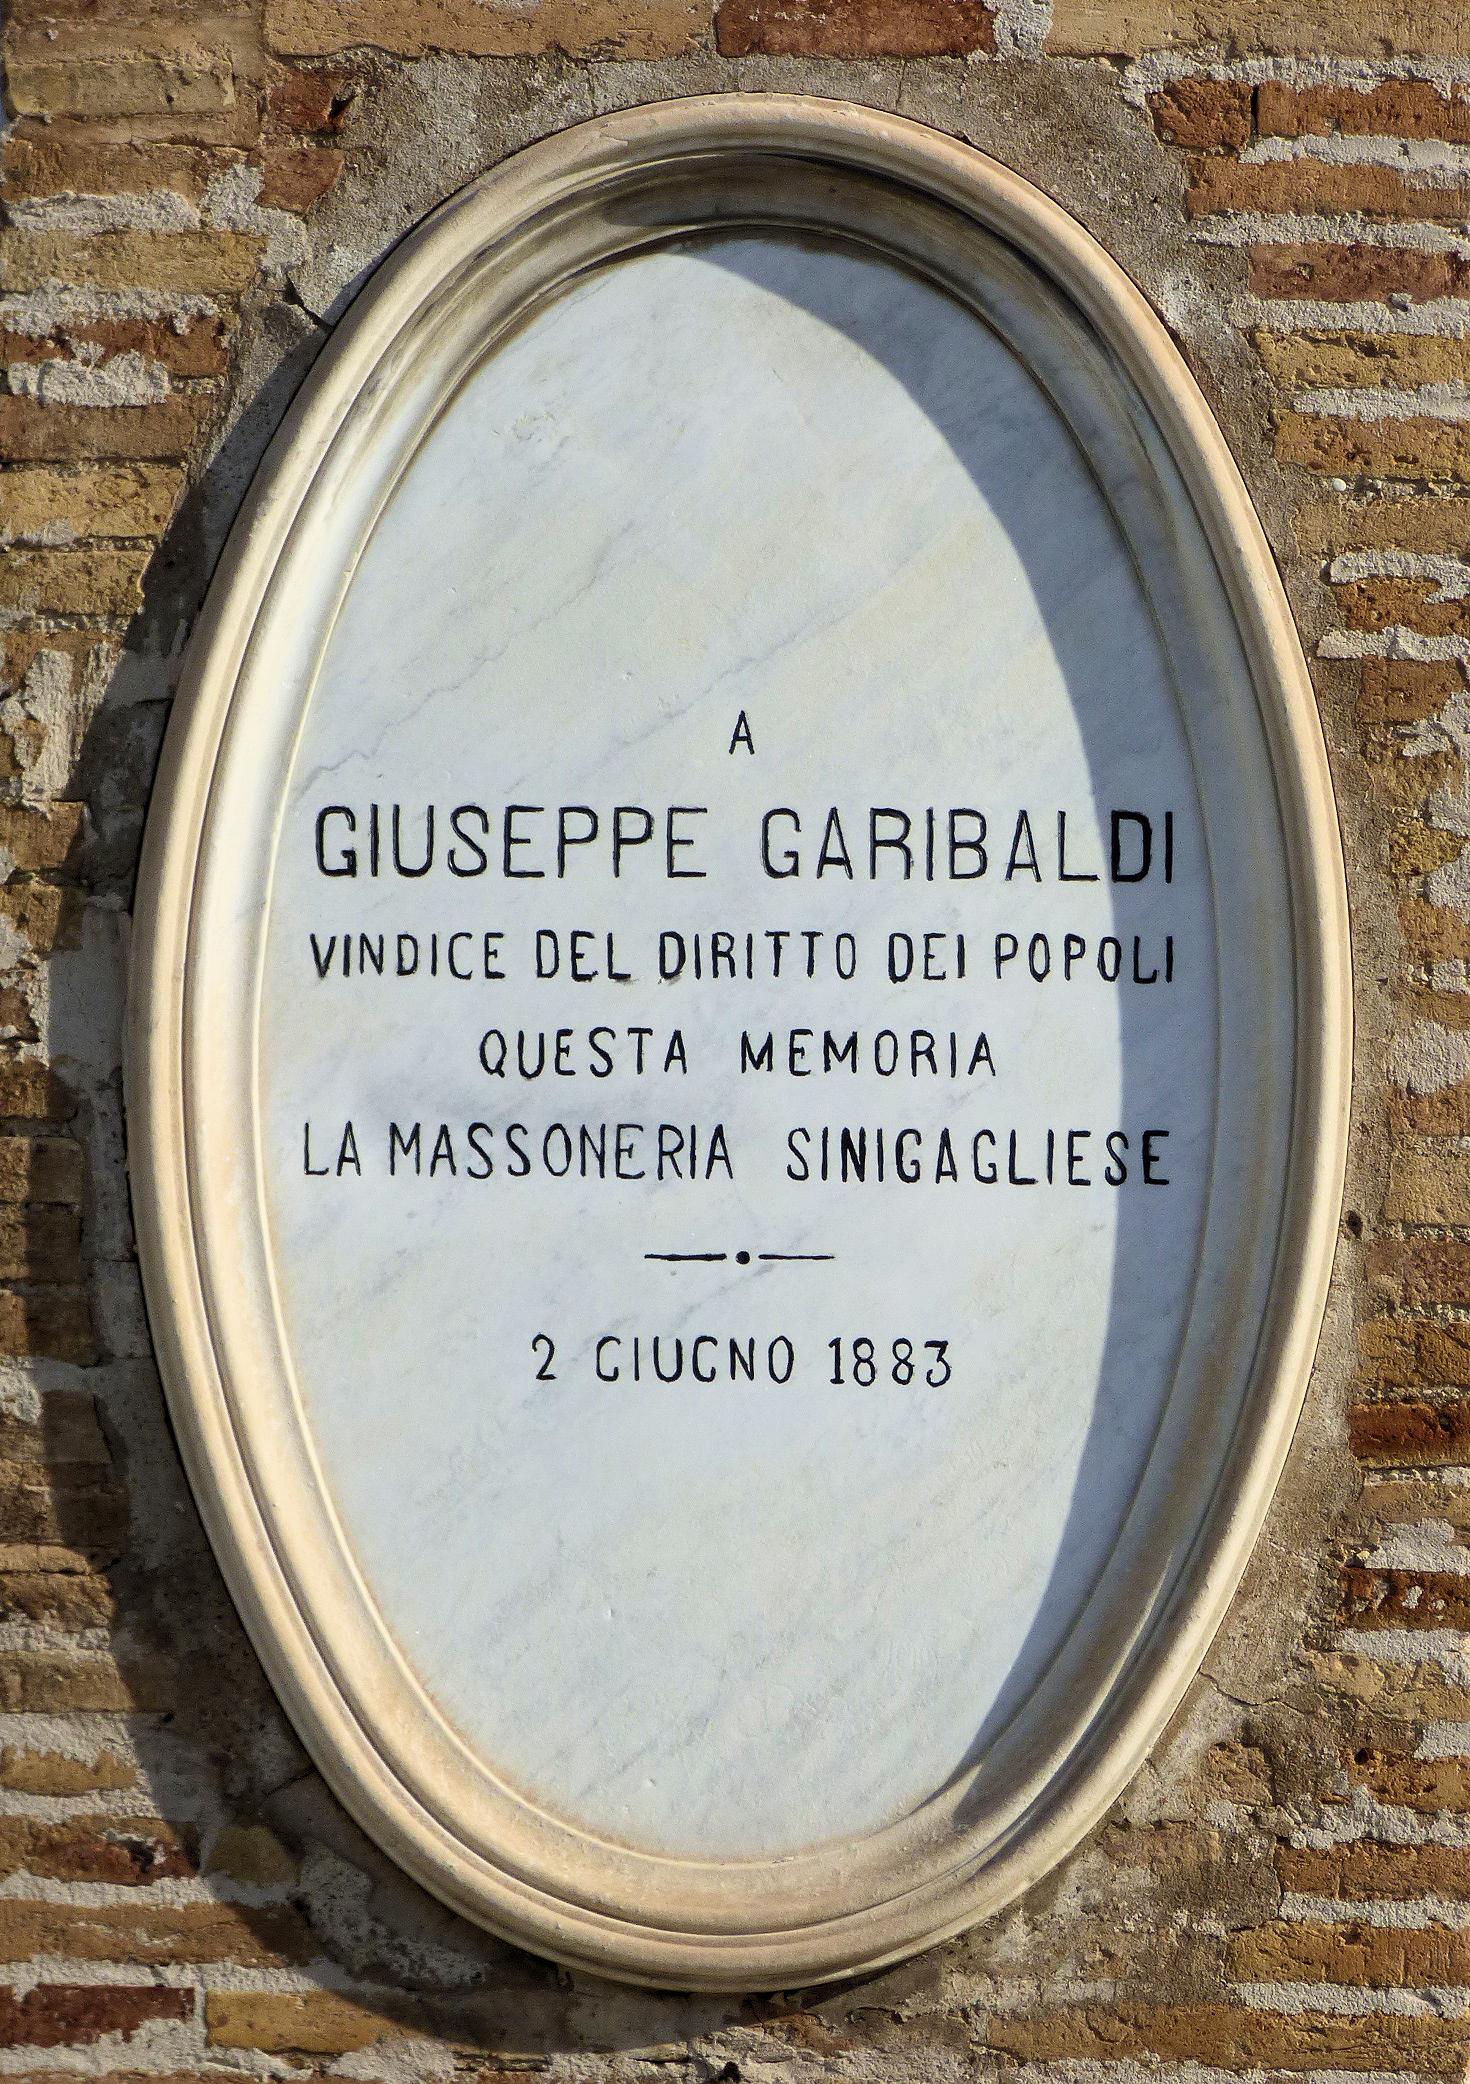 A
GIUSEPPE GARIBALDI
VINDICE DEL DIRITTO DEI POPOLI
QUESTA MEMORIA
LA MASSONERIA SINIGAGLIESE
2 GIUGNO 1883